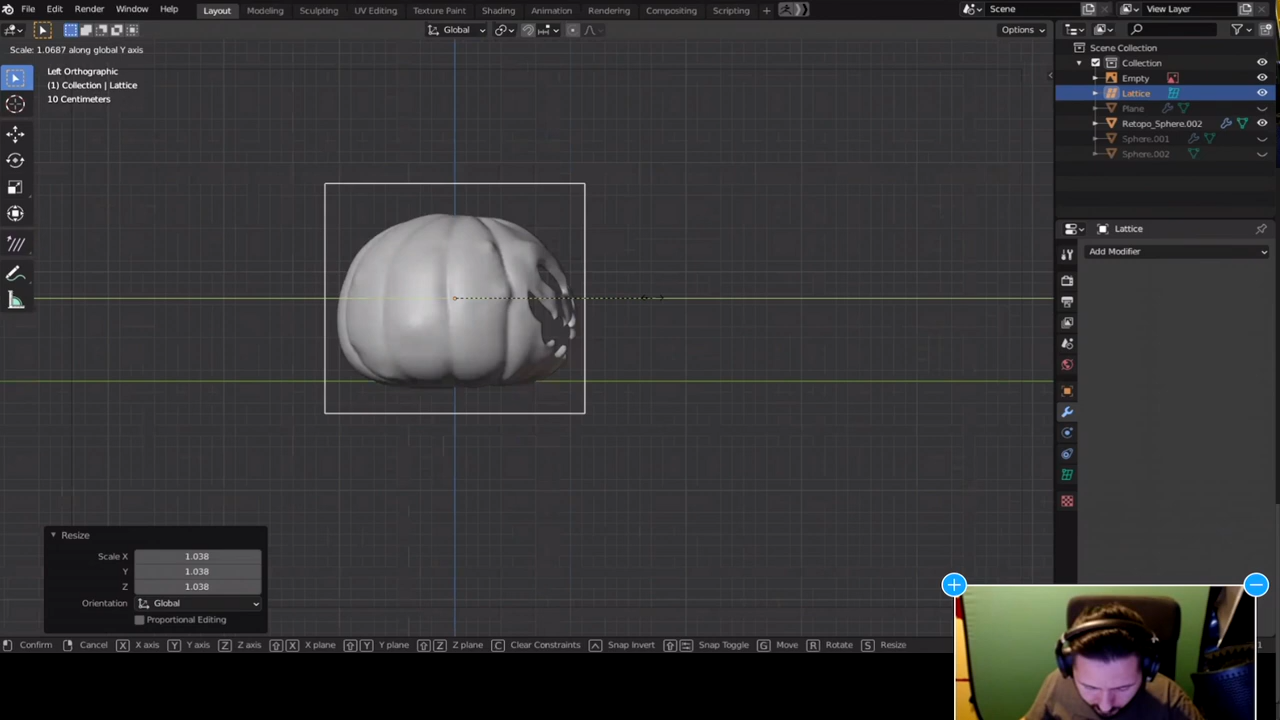 File Edit Render Window Help Layout Modeling Sculpting UV Editing Texture Paint Shading Animation Rendering Compositing Scripting Scene View Layer
Global Options
Scale: 1.0687 along global Y axis
Left Orthographic
(1) Collection | Lattice
10 Centimeters
Scene Collection
Collection
Empty
Lattice
Plane
Retopo_Sphere.002
Sphere.001
Sphere.002
Lattice
Add Modifier
Resize
Scale X 1.038
Y 1.038
Z 1.038
Orientation Global
Proportional Editing
Confirm Cancel X X axis Y Y axis Z Z axis X X plane Y Y plane Z Z plane C Clear Constraints Snap Invert Snap Toggle G Move R Rotate S Resize